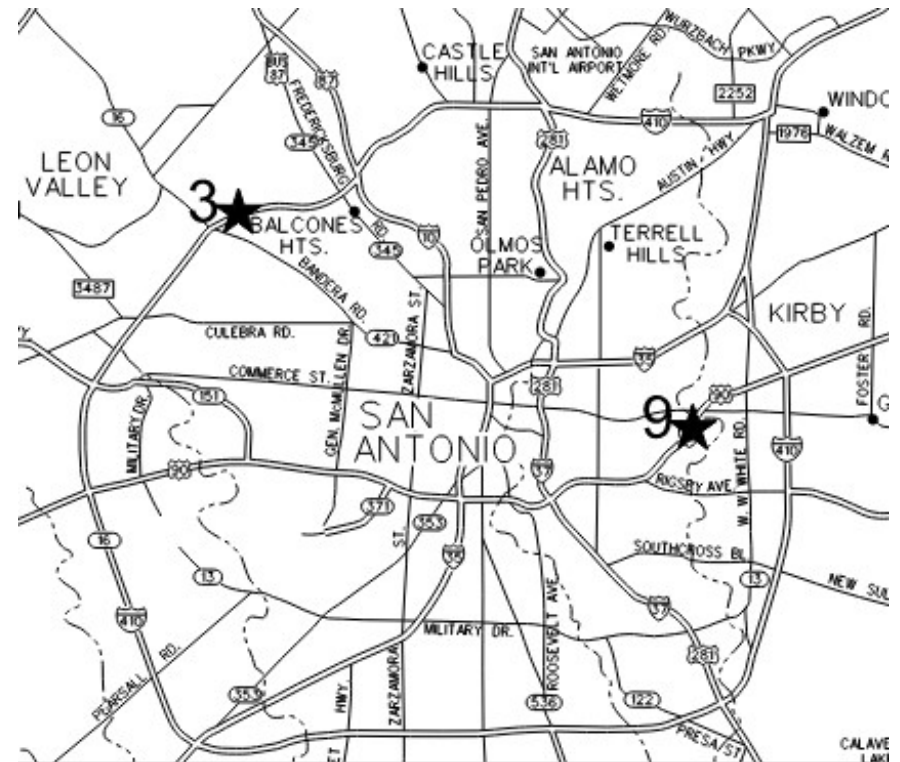 WURZBACH PKWY
CASTLE
HILLS
SAN ANTONIO
INT'L AIRPORT
WETMORE RD.
BUS
87
87
2252
FREDERICKSBURG
RD.
16
410
WINDC
1976
WALZEM R
345
281
SAN PEDRO AVE.
AUSTIN HWY
LEON
VALLEY
ALAMO
HTS.
3
BALCONES
HTS.
10
TERRELL
HILLS
345
OLMOS
PARK
BANDERA RD.
3487
KIRBY
FOSTER RD.
CULEBRA RD.
421
ZARZAMORA ST.
GEN. McMULLEN DR.
35
COMMERCE ST.
281
90
151
SAN
ANTONIO
9
G
MILITARY DR.
W. W. WHITE RD.
410
90
37
RIGSBY AVE.
371
353
ST.
16
35
SOUTHCROSS BL
13
13
NEW SUL
410
37
MILITARY DR.
ROOSEVELT AVE.
281
PEARSALL RD.
353
ZARZAMORA
HWY.
536
122
PRESA/ST
ET
CALAVE
LAK